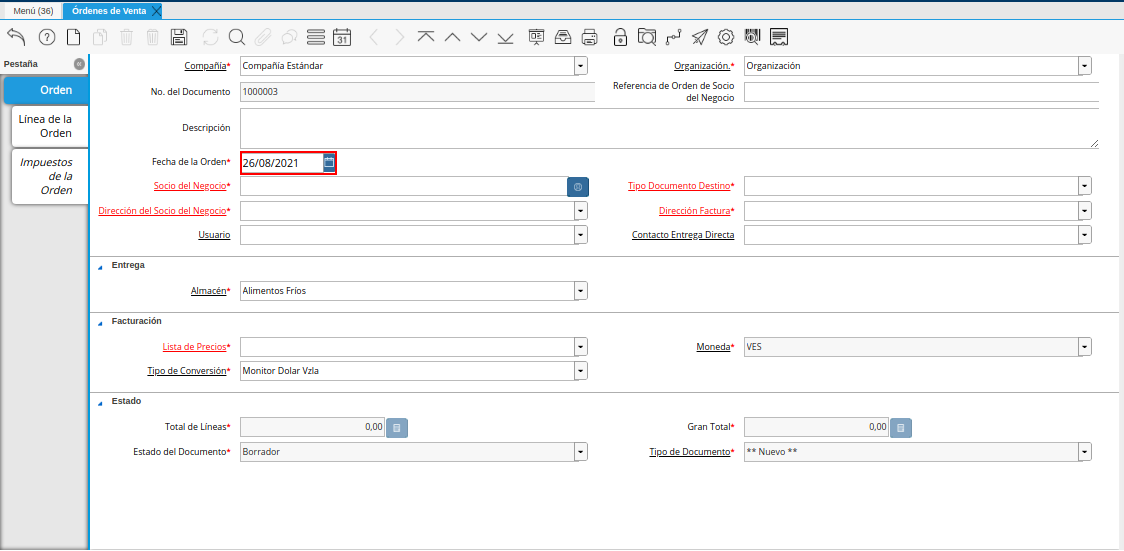 Menú (36)
Órdenes de Venta
31
Pestaña
Orden
Línea de la
Orden
Impuestos
de la
Orden
Compañía* Compañía Estándar
Organización.* Organización
No. del Documento 1000003
Referencia de Orden de Socio
del Negocio
Descripción
Fecha de la Orden* 26/08/2021
Socio del Negocio*
Tipo Documento Destino*
Dirección del Socio del Negocio*
Dirección Factura*
Usuario
Contacto Entrega Directa
Entrega
Almacén* Alimentos Fríos
Facturación
Lista de Precios*
Moneda* VES
Tipo de Conversión* Monitor Dolar Vzla
Estado
Total de Líneas* 0,00
Gran Total* 0,00
Estado del Documento* Borrador
Tipo de Documento* ** Nuevo **